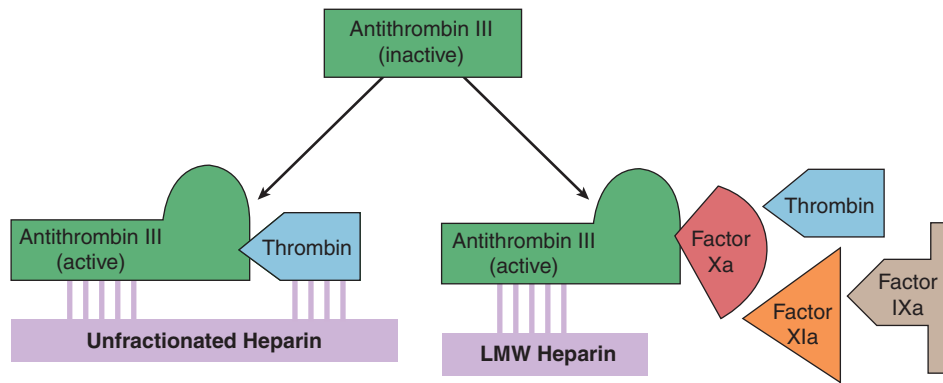 Antithrombin III
(inactive)
Antithrombin III
(active)
Thrombin
Unfractionated Heparin
Antithrombin III
(active)
Factor
Xa
Thrombin
Factor
XIa
Factor
IXa
LMW Heparin